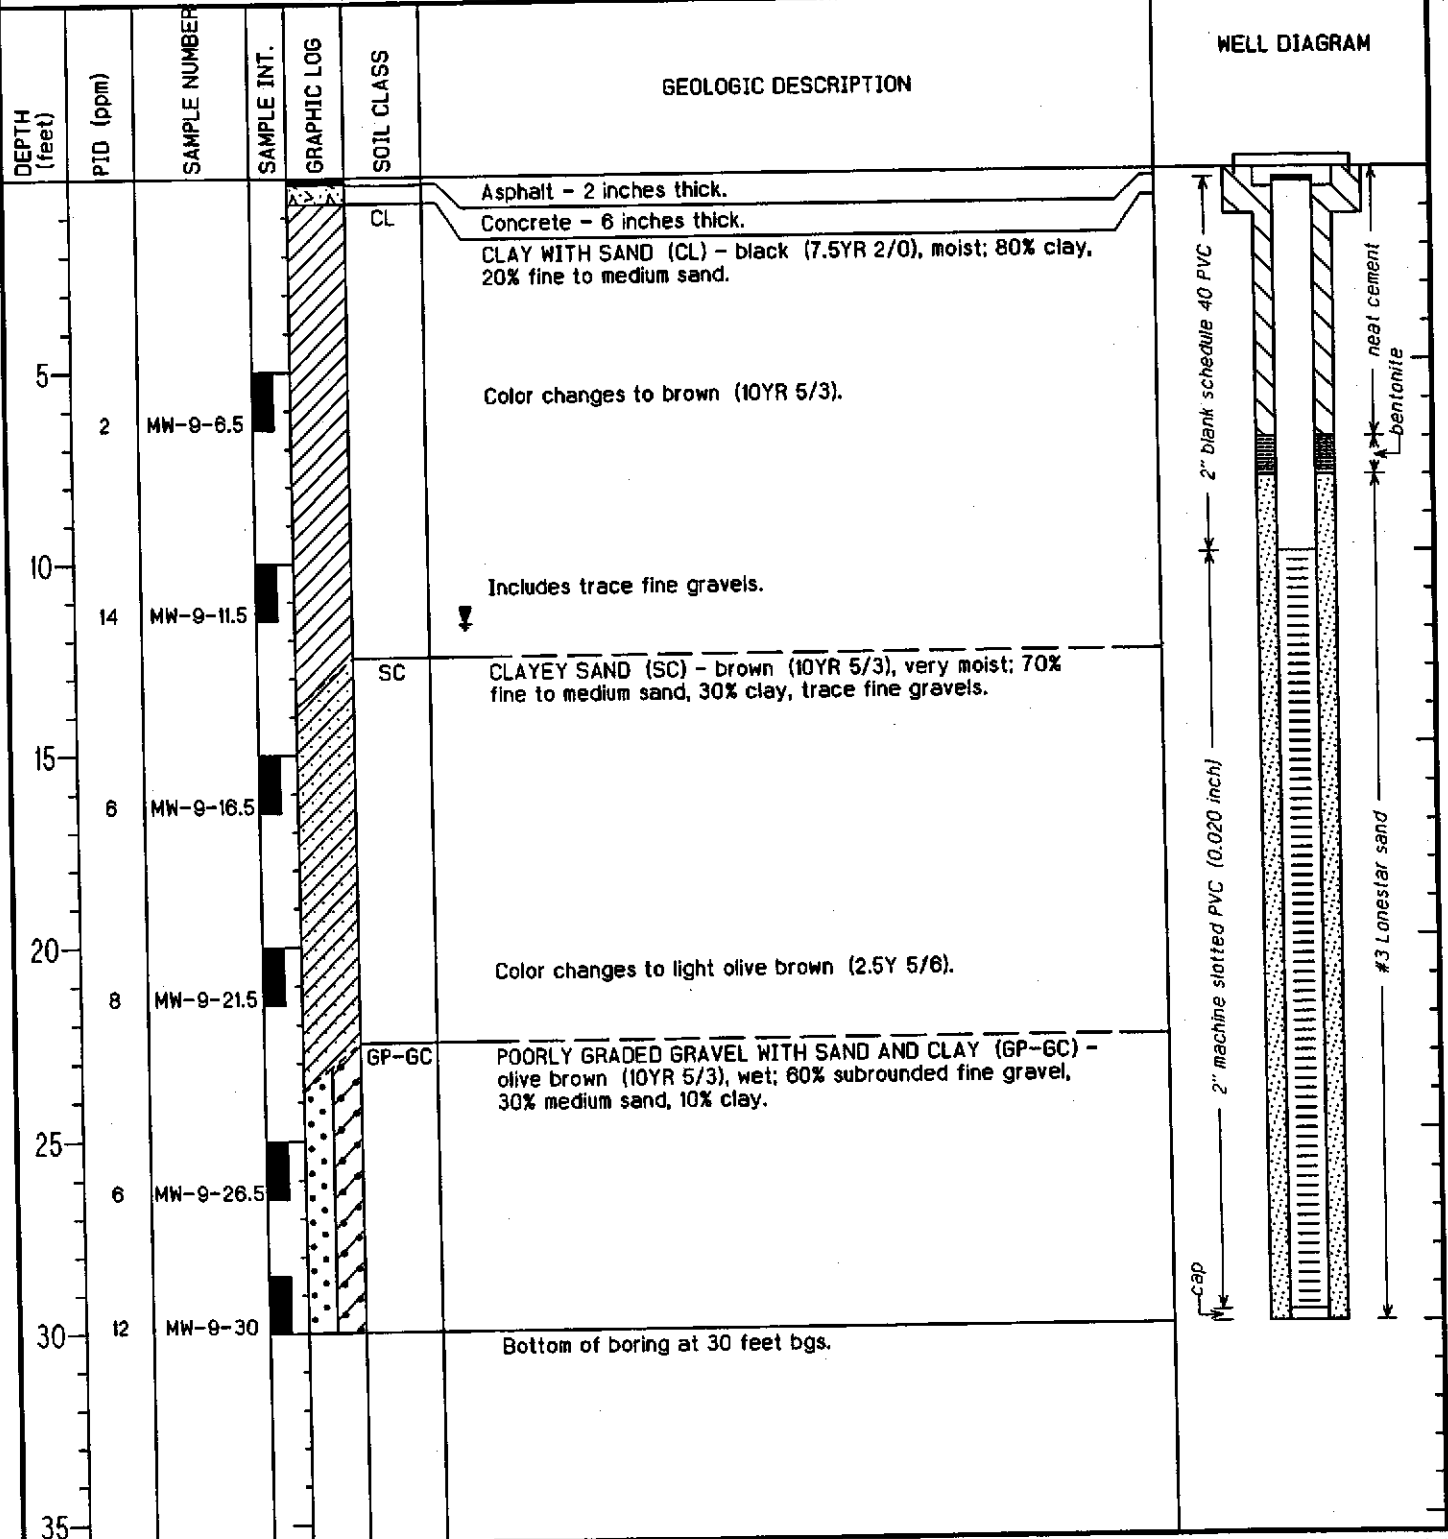 DEPTH
(feet)
PID (ppm)
SAMPLE NUMBER
SAMPLE INT.
GRAPHIC LOG
SOIL CLASS
GEOLOGIC DESCRIPTION
WELL DIAGRAM
Asphalt - 2 inches thick.
Concrete - 6 inches thick.
CL
CLAY WITH SAND (CL) - black (7.5YR 2/0), moist; 80% clay,
20% fine to medium sand.
5
Color changes to brown (10YR 5/3).
2
MW-9-6.5
10
Includes trace fine gravels.
14
MW-9-11.5
SC
CLAYEY SAND (SC) - brown (10YR 5/3), very moist; 70%
fine to medium sand, 30% clay, trace fine gravels.
15
6
MW-9-16.5
20
Color changes to light olive brown (2.5Y 5/6).
8
MW-9-21.5
GP-GC
POORLY GRADED GRAVEL WITH SAND AND CLAY (GP-GC) -
olive brown (10YR 5/3), wet; 60% subrounded fine gravel,
30% medium sand, 10% clay.
25
6
MW-9-26.5
12
MW-9-30
30
Bottom of boring at 30 feet bgs.
35
2" blank schedule 40 PVC
2" machine slotted PVC (0.020 inch)
cap
neat cement
bentonite
#3 Lonestar sand